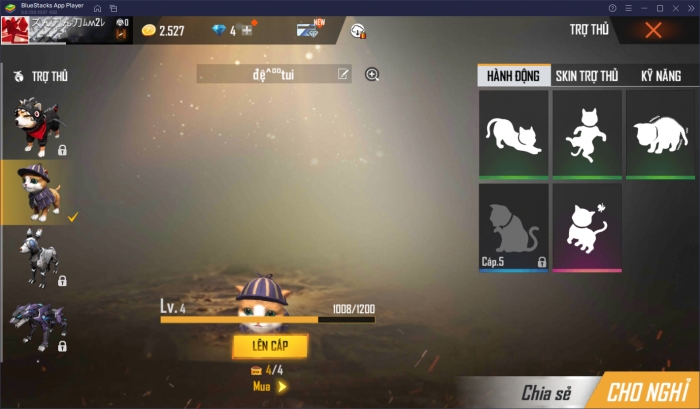 BlueStacks App Player
2.527
4
NEW
TRỢ THỦ
TRỢ THỦ
đệ^°°tui
HÀNH ĐỘNG
SKIN TRỢ THỦ
KỸ NĂNG
Cấp.5
Lv.4
1008/1200
LÊN CẤP
4/4
Mua
Chia sẻ
CHO NGHỈ